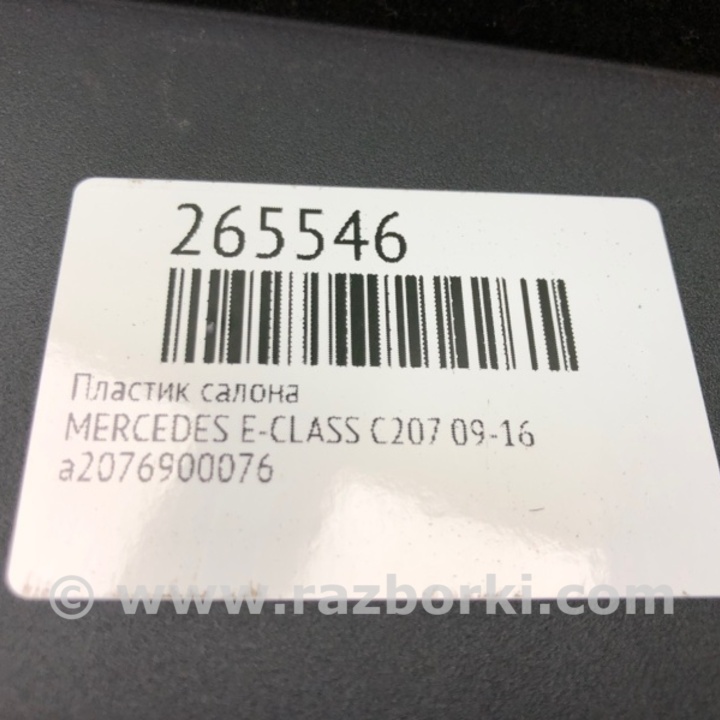 265546
Пластик салона
MERCEDES E-CLASS C207 09-16
a2076900076
© www.razborki.com